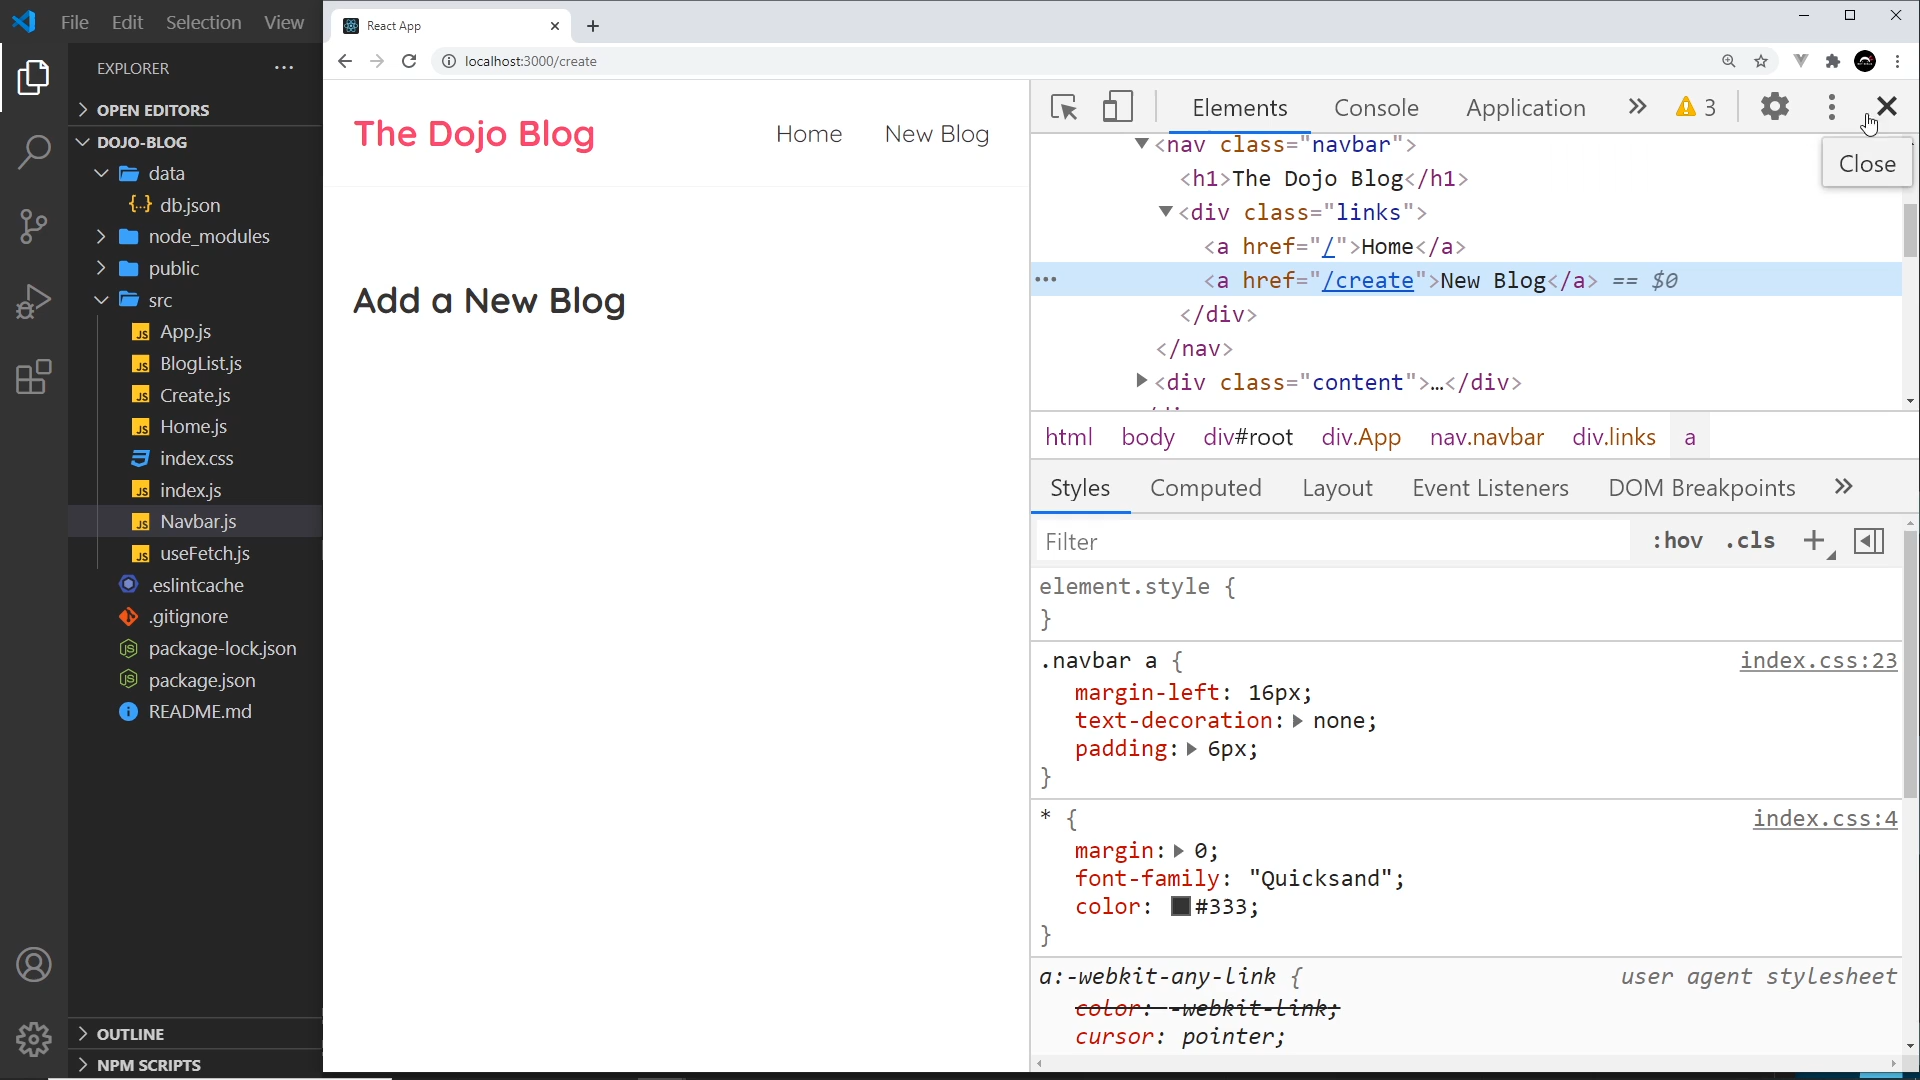 File Edit Selection View
EXPLORER
OPEN EDITORS
DOJO-BLOG
data
{..} db.json
node_modules
public
src
JS App.js
JS BlogList.js
JS Create.js
JS Home.js
index.css
JS index.js
JS Navbar.js
JS useFetch.js
.eslintcache
.gitignore
package-lock.json
package.json
README.md
OUTLINE
NPM SCRIPTS
React App
localhost:3000/create
The Dojo Blog
Home New Blog
Add a New Blog
Elements Console Application » 3
Close
<nav class="navbar">
<h1>The Dojo Blog</h1>
<div class="links">
<a href="/">Home</a>
<a href="/create">New Blog</a> == $0
</div>
</nav>
<div class="content">…</div>
html body div#root div.App nav.navbar div.links a
Styles Computed Layout Event Listeners DOM Breakpoints »
Filter :hov .cls +
element.style {
}
.navbar a { index.css:23
margin-left: 16px;
text-decoration: none;
padding: 6px;
}
* { index.css:4
margin: 0;
font-family: "Quicksand";
color: #333;
}
a:-webkit-any-link { user agent stylesheet
color: -webkit-link;
cursor: pointer;